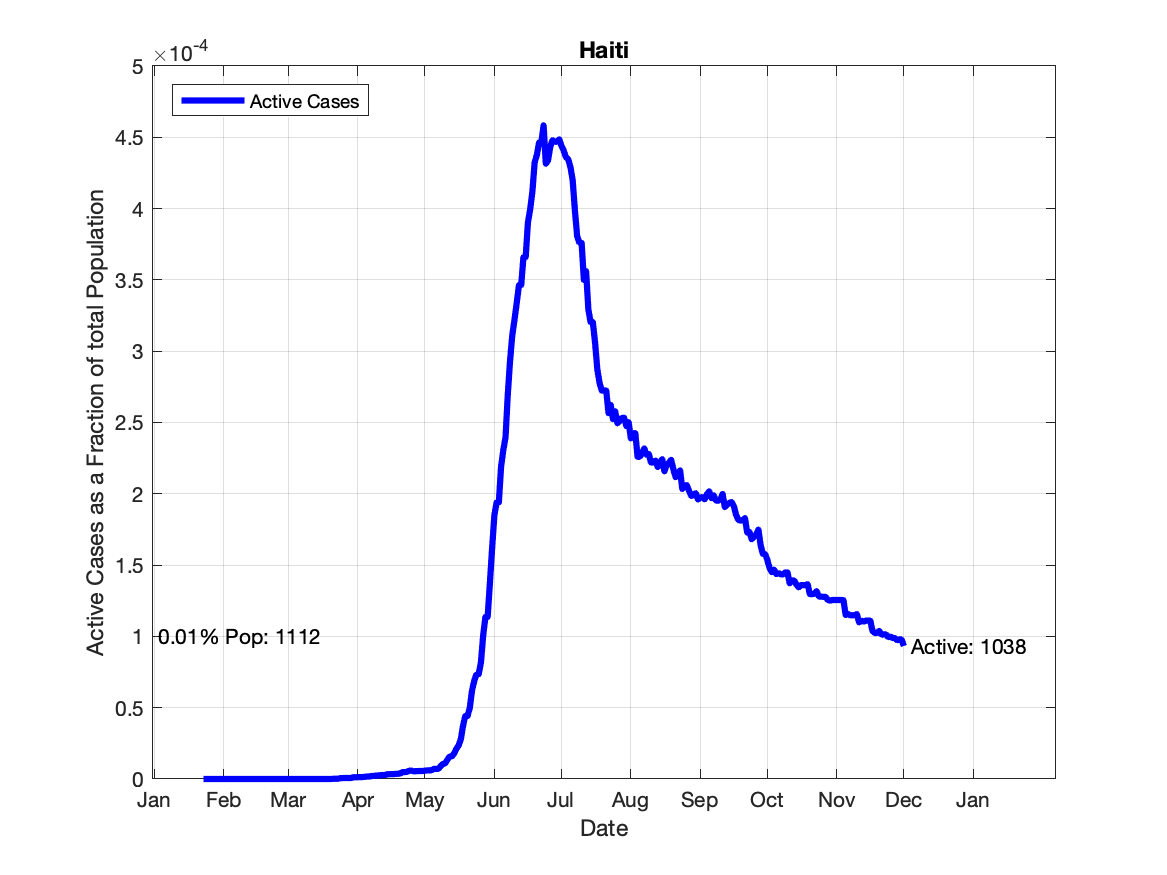 Haiti
×10-4
Active Cases
5
4.5
4
3.5
3
2.5
2
1.5
1
0.5
0
Active Cases as a Fraction of total Population
0.01% Pop: 1112
Active: 1038
Jan Feb Mar Apr May Jun Jul Aug Sep Oct Nov Dec Jan
Date